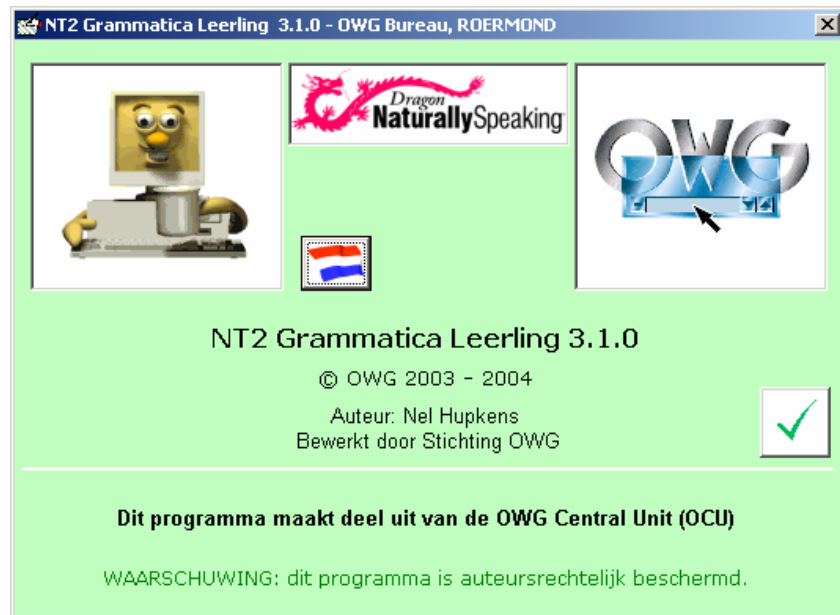 NT2 Grammatica Leerling 3.1.0 - OWG Bureau, ROERMOND
Dragon
NaturallySpeaking
OWG
NT2 Grammatica Leerling 3.1.0
© OWG 2003 - 2004
Auteur: Nel Hupkens
Bewerkt door Stichting OWG
Dit programma maakt deel uit van de OWG Central Unit (OCU)
WAARSCHUWING: dit programma is auteursrechtelijk beschermd.